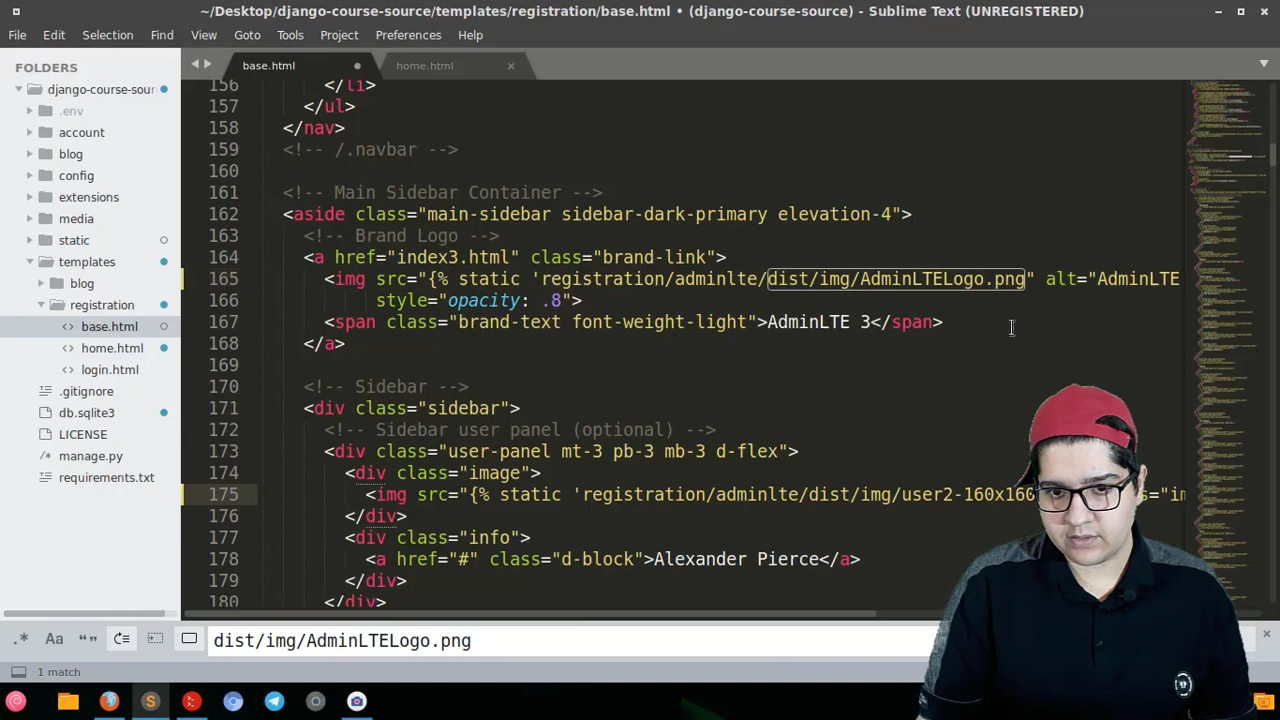 ~/Desktop/django-course-source/templates/registration/base.html • (django-course-source) - Sublime Text (UNREGISTERED)
File Edit Selection Find View Goto Tools Project Preferences Help
FOLDERS
django-course-sour
.env
account
blog
config
extensions
media
static
templates
blog
registration
base.html
home.html
login.html
.gitignore
db.sqlite3
LICENSE
manage.py
requirements.txt
base.html
home.html
156 </li>
157 </ul>
158 </nav>
159 <!-- /.navbar -->
160
161 <!-- Main Sidebar Container -->
162 <aside class="main-sidebar sidebar-dark-primary elevation-4">
163 <!-- Brand Logo -->
164 <a href="index3.html" class="brand-link">
165 <img src="{% static 'registration/adminlte/dist/img/AdminLTELogo.png" alt="AdminLTE
166 style="opacity: .8">
167 <span class="brand-text font-weight-light">AdminLTE 3</span>
168 </a>
169
170 <!-- Sidebar -->
171 <div class="sidebar">
172 <!-- Sidebar user panel (optional) -->
173 <div class="user-panel mt-3 pb-3 mb-3 d-flex">
174 <div class="image">
175 <img src="{% static 'registration/adminlte/dist/img/user2-160x160
176 </div>
177 <div class="info">
178 <a href="#" class="d-block">Alexander Pierce</a>
179 </div>
180 </div>
.* Aa “” dist/img/AdminLTELogo.png
1 match